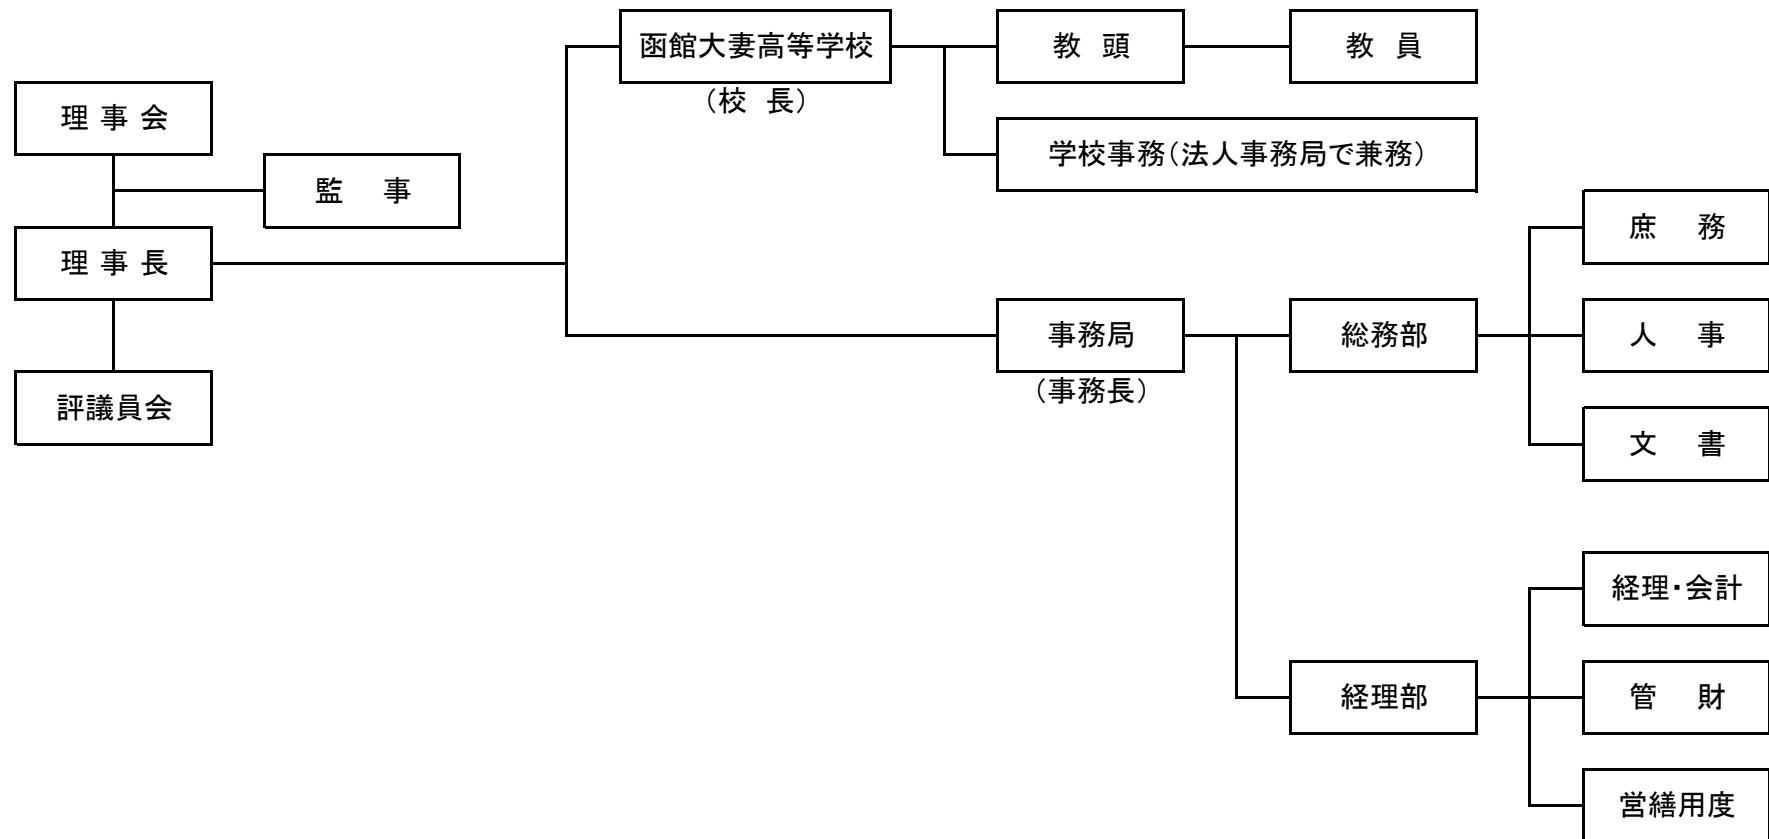 函館大妻高等学校
(校 長)
教 頭
教 員
学校事務(法人事務局で兼務)
理 事 会
監 事
理 事 長
評議員会
事務局
(事務長)
総務部
庶 務
人 事
文 書
経理部
経理・会計
管 財
営繕用度